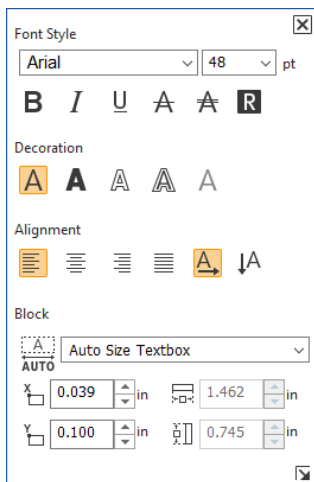 Font Style
Arial 48 pt
B I U A A R
Decoration
A A A A A
Alignment
A A
Block
A AUTO Auto Size Textbox
X 0.039 in 1.462 in
Y 0.100 in 0.745 in